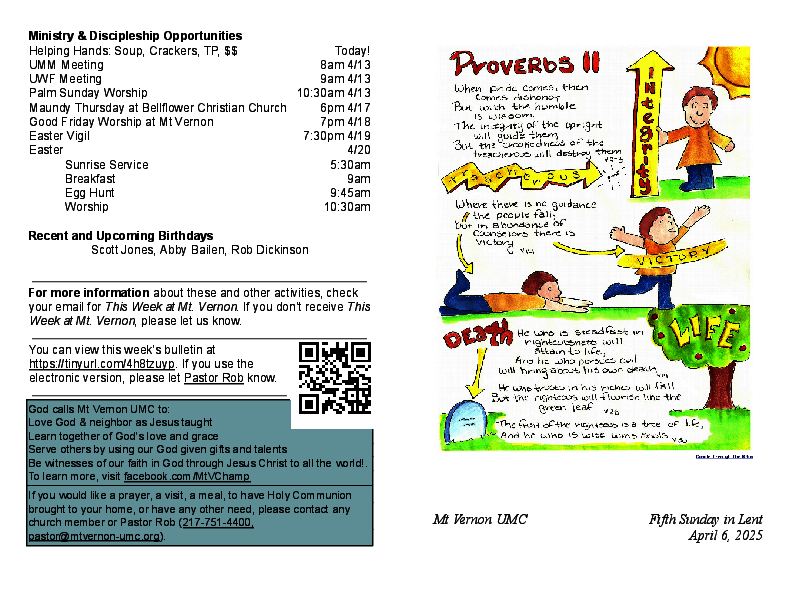 Ministry & Discipleship Opportunities
Helping Hands: Soup, Crackers, TP, $$ Today!
UMM Meeting 8am 4/13
UWF Meeting 9am 4/13
Palm Sunday Worship 10:30am 4/13
Maundy Thursday at Bellflower Christian Church 6pm 4/17
Good Friday Worship at Mt Vernon 7pm 4/18
Easter Vigil 7:30pm 4/19
Easter 4/20
Sunrise Service 5:30am
Breakfast 9am
Egg Hunt 9:45am
Worship 10:30am
Recent and Upcoming Birthdays
Scott Jones, Abby Bailen, Rob Dickinson
For more information about these and other activities, check
your email for This Week at Mt. Vernon. If you don't receive This
Week at Mt. Vernon, please let us know.
You can view this week's bulletin at
https://tinyurl.com/4h8tzuyp. If you use the
electronic version, please let Pastor Rob know.
God calls Mt Vernon UMC to:
Love God & neighbor as Jesus taught
Learn together of God's love and grace
Serve others by using our God given gifts and talents
Be witnesses of our faith in God through Jesus Christ to all the world!.
To learn more, visit facebook.com/MtVChamp
If you would like a prayer, a visit, a meal, to have Holy Communion
brought to your home, or have any other need, please contact any
church member or Pastor Rob (217-751-4400,
pastor@mtvernon-umc.org).
Proverbs 11
When pride comes, then
comes dishonor,
But with the humble
is wisdom.
The integrity of the upright
will guide them,
But the crookedness of the
treacherous will destroy them
Integrity
Treacherous
Where there is no guidance
the people fall,
But in abundance of
Counselors there is
Victory
v14
VICTORY
Death
LIFE
He who is steadfast in
righteousness will
attain to life,
And he who pursues evil
will bring about his own death
He who trusts in his riches will fall
But the righteous will flourish like the
green leaf v28
The fruit of the righteous is a tree of life,
And he who is wise wins souls v30
Mt Vernon UMC
Fifth Sunday in Lent
April 6, 2025